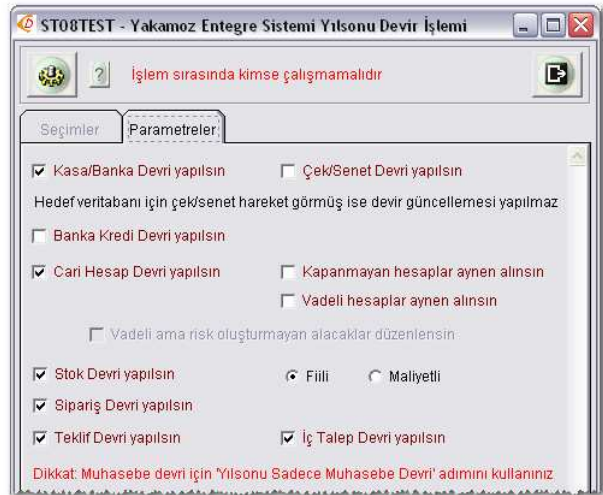 ST08TEST - Yakamoz Entegre Sistemi Yılsonu Devir İşlemi
? İşlem sırasında kimse çalışmamalıdır
Seçimler Parametreler
Kasa/Banka Devri yapılsın Çek/Senet Devri yapılsın
Hedef veritabanı için çek/senet hareket görmüş ise devir güncellemesi yapılmaz
Banka Kredi Devri yapılsın
Cari Hesap Devri yapılsın Kapanmayan hesaplar aynen alınsın
Vadeli hesaplar aynen alınsın
Vadeli ama risk oluşturmayan alacaklar düzenlensin
Stok Devri yapılsın Fiili Maliyetli
Sipariş Devri yapılsın
Teklif Devri yapılsın İç Talep Devri yapılsın
Dikkat: Muhasebe devri için 'Yılsonu Sadece Muhasebe Devri' adımını kullanınız